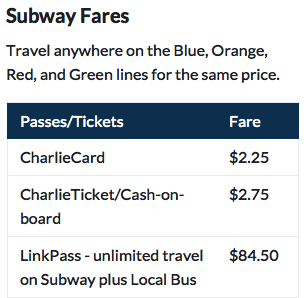 Subway Fares
Travel anywhere on the Blue, Orange,
Red, and Green lines for the same price.
Passes/Tickets Fare
CharlieCard $2.25
CharlieTicket/Cash-on- $2.75
board
LinkPass - unlimited travel $84.50
on Subway plus Local Bus